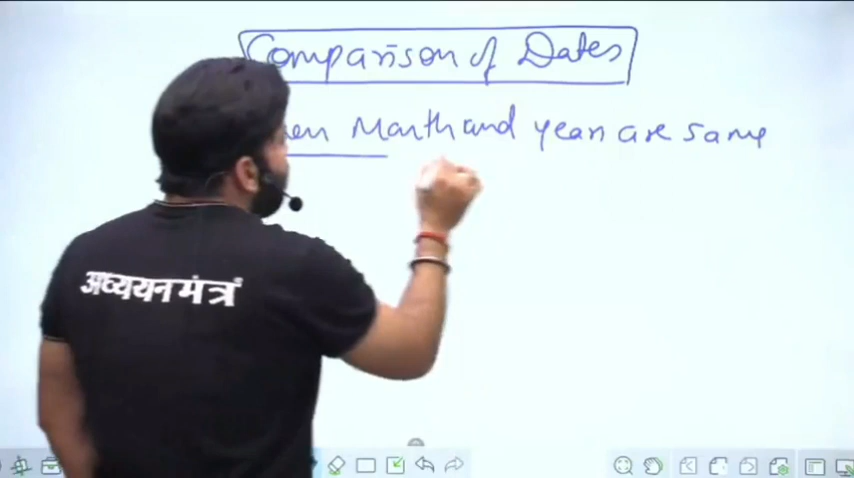 Comparison of Dates
Month and year are same
अध्ययन मंत्रं